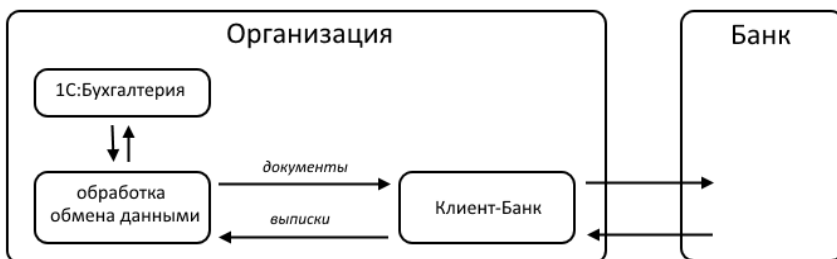 Организация
Банк
1С:Бухгалтерия
документы
обработка
обмена данными
Клиент-Банк
выписки